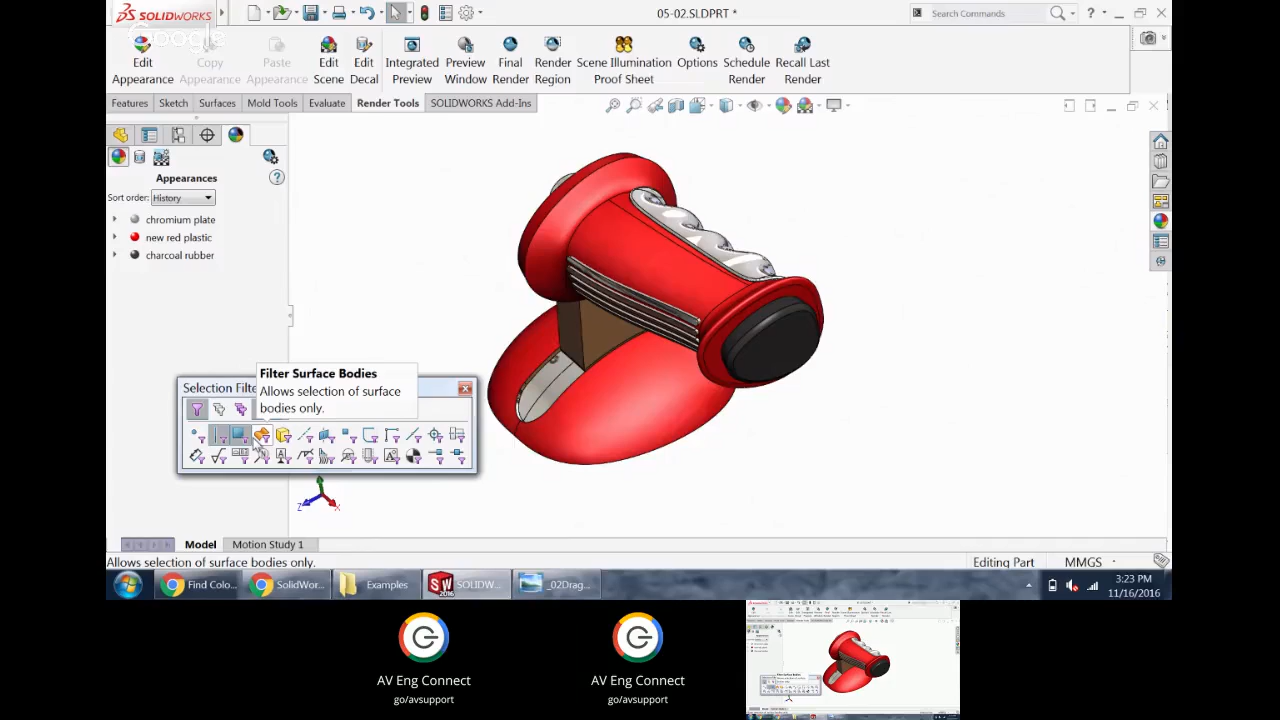 SOLIDWORKS
Google
05-02.SLDPRT *
Search Commands
Edit Appearance
Copy Appearance
Paste Appearance
Edit Scene
Edit Decal
Integrated Preview
Preview Window
Final Render
Render Region
Scene Illumination Proof Sheet
Options
Schedule Render
Recall Last Render
Features
Sketch
Surfaces
Mold Tools
Evaluate
Render Tools
SOLIDWORKS Add-Ins
Appearances
Sort order:
History
chromium plate
new red plastic
charcoal rubber
Filter Surface Bodies
Allows selection of surface
bodies only.
Selection Filte
Z
X
Model
Motion Study 1
Allows selection of surface bodies only.
Editing Part
MMGS
Find Colo...
SolidWor...
Examples
SOLIDW...
_02Drag...
3:23 PM
11/16/2016
AV Eng Connect
go/avsupport
AV Eng Connect
go/avsupport